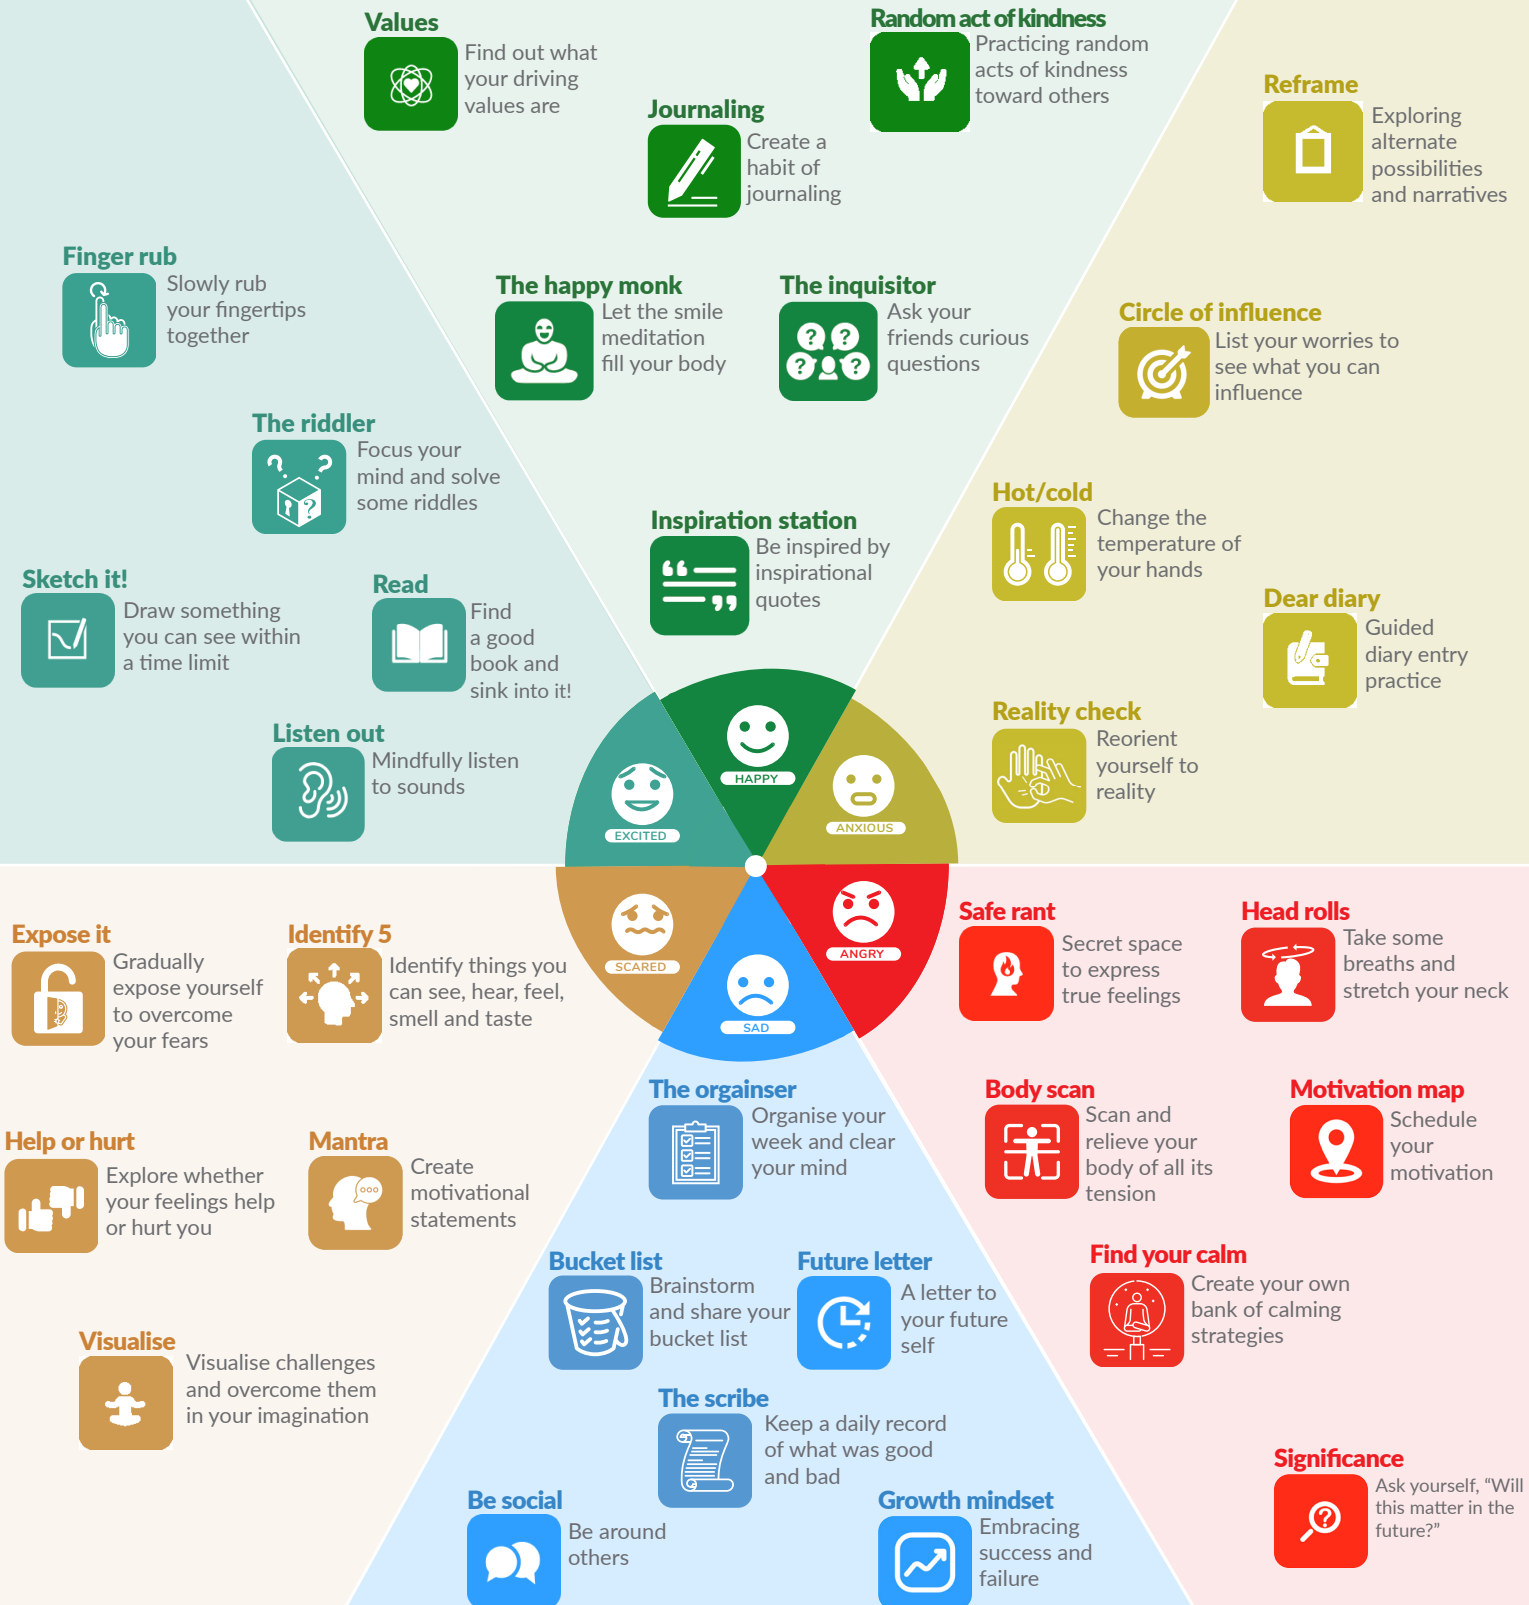 Values
Find out what
your driving
values are
Journaling
Create a
habit of
journaling
Random act of kindness
Practicing random
acts of kindness
toward others
The happy monk
Let the smile
meditation
fill your body
The inquisitor
Ask your
friends curious
questions
Inspiration station
Be inspired by
inspirational
quotes
Reframe
Exploring
alternate
possibilities
and narratives
Circle of influence
List your worries to
see what you can
influence
Hot/cold
Change the
temperature of
your hands
Dear diary
Guided
diary entry
practice
Reality check
Reorient
yourself to
reality
Finger rub
Slowly rub
your fingertips
together
The riddler
Focus your
mind and solve
some riddles
Sketch it!
Draw something
you can see within
a time limit
Read
Find
a good
book and
sink into it!
Listen out
Mindfully listen
to sounds
HAPPY
EXCITED
ANXIOUS
SCARED
ANGRY
SAD
Expose it
Gradually
expose yourself
to overcome
your fears
Identify 5
Identify things you
can see, hear, feel,
smell and taste
Help or hurt
Explore whether
your feelings help
or hurt you
Mantra
Create
motivational
statements
Visualise
Visualise challenges
and overcome them
in your imagination
The orgainser
Organise your
week and clear
your mind
Bucket list
Brainstorm
and share your
bucket list
Future letter
A letter to
your future
self
The scribe
Keep a daily record
of what was good
and bad
Be social
Be around
others
Growth mindset
Embracing
success and
failure
Safe rant
Secret space
to express
true feelings
Head rolls
Take some
breaths and
stretch your neck
Body scan
Scan and
relieve your
body of all its
tension
Motivation map
Schedule
your
motivation
Find your calm
Create your own
bank of calming
strategies
Significance
Ask yourself, “Will
this matter in the
future?”